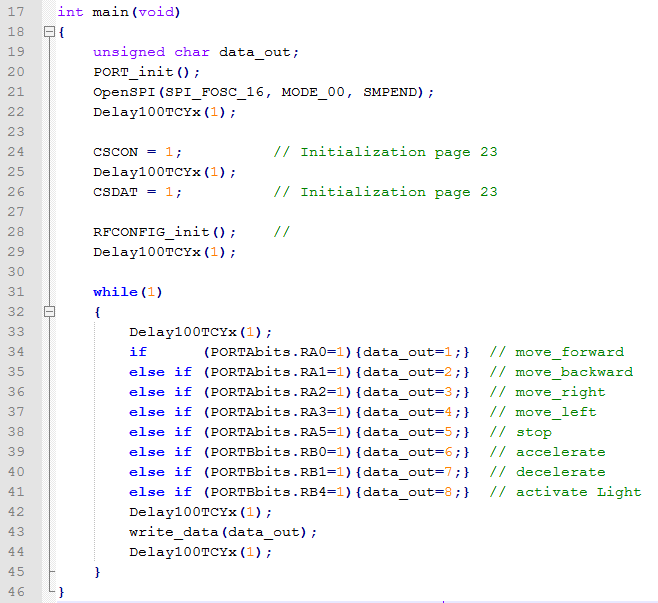 17 int main(void)
18 {
19 unsigned char data_out;
20 PORT_init();
21 OpenSPI(SPI_FOSC_16, MODE_00, SMPEND);
22 Delay100TCYx(1);
23
24 CSCON = 1; // Initialization page 23
25 Delay100TCYx(1);
26 CSDAT = 1; // Initialization page 23
27
28 RFCONFIG_init(); //
29 Delay100TCYx(1);
30
31 while(1)
32 {
33 Delay100TCYx(1);
34 if (PORTAbits.RA0=1){data_out=1;} // move_forward
35 else if (PORTAbits.RA1=1){data_out=2;} // move_backward
36 else if (PORTAbits.RA2=1){data_out=3;} // move_right
37 else if (PORTAbits.RA3=1){data_out=4;} // move_left
38 else if (PORTAbits.RA5=1){data_out=5;} // stop
39 else if (PORTBbits.RB0=1){data_out=6;} // accelerate
40 else if (PORTBbits.RB1=1){data_out=7;} // decelerate
41 else if (PORTBbits.RB4=1){data_out=8;} // activate Light
42 Delay100TCYx(1);
43 write_data(data_out);
44 Delay100TCYx(1);
45 }
46 }